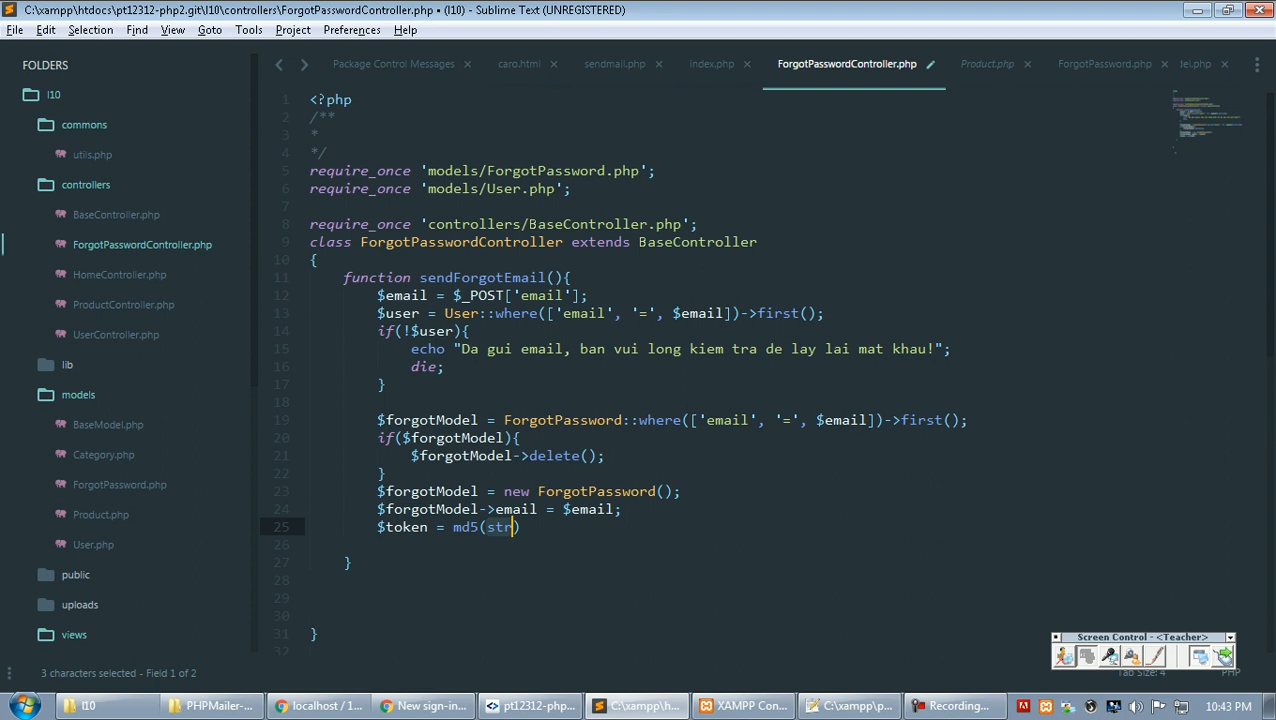 C:\xampp\htdocs\pt12312-php2.git\l10\controllers\ForgotPasswordController.php • (l10) - Sublime Text (UNREGISTERED)
File Edit Selection Find View Goto Tools Project Preferences Help
FOLDERS
l10
commons
utils.php
controllers
BaseController.php
ForgotPasswordController.php
HomeController.php
ProductController.php
UserController.php
lib
models
BaseModel.php
Category.php
ForgotPassword.php
Product.php
User.php
public
uploads
views
Package Control Messages × caro.html × sendmail.php × index.php × ForgotPasswordController.php Product.php × ForgotPassword.php × lei.php ×
1 <?php
2 /**
3 *
4 */
5 require_once 'models/ForgotPassword.php';
6 require_once 'models/User.php';
7
8 require_once 'controllers/BaseController.php';
9 class ForgotPasswordController extends BaseController
10 {
11 function sendForgotEmail(){
12 $email = $_POST['email'];
13 $user = User::where(['email', '=', $email])->first();
14 if(!$user){
15 echo "Da gui email, ban vui long kiem tra de lay lai mat khau!";
16 die;
17 }
18
19 $forgotModel = ForgotPassword::where(['email', '=', $email])->first();
20 if($forgotModel){
21 $forgotModel->delete();
22 }
23 $forgotModel = new ForgotPassword();
24 $forgotModel->email = $email;
25 $token = md5(str)
26
27 }
28
29
30
31 }
32
Screen Control - <Teacher>
3 characters selected - Field 1 of 2
Tab Size: 4 PHP
l10 PHPMailer-... localhost / 1... New sign-in... pt12312-php... C:\xampp\h... XAMPP Con... C:\xampp\p... Recording... 10:43 PM